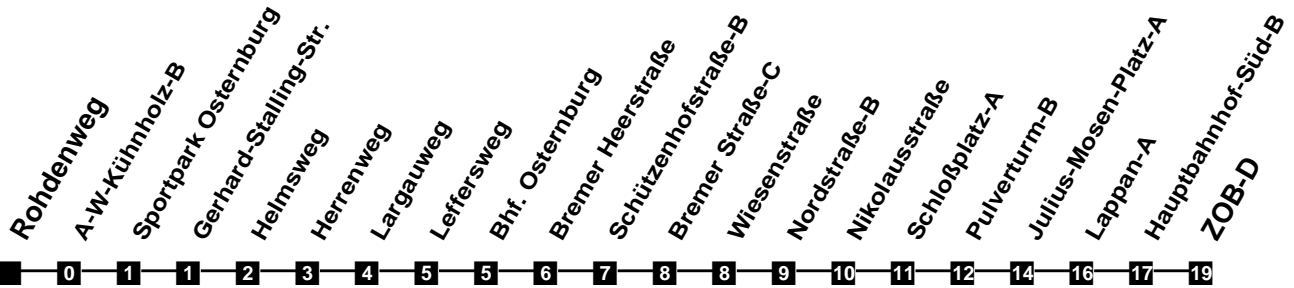 Rohdenweg
A-W-Kühnholz-B
Sportpark Osternburg
Gerhard-Stalling-Str.
Helmsweg
Herrenweg
Largauweg
Leffersweg
Bhf. Osternburg
Bremer Heerstraße
Schützenhofstraße-B
Bremer Straße-C
Wiesenstraße
Nordstraße-B
Nikolausstraße
Schloßplatz-A
Pulverturm-B
Julius-Mosen-Platz-A
Lappan-A
Hauptbahnhof-Süd-B
ZOB-D
0 1 1 2 3 4 5 5 6 7 8 8 9 10 11 12 14 16 17 19